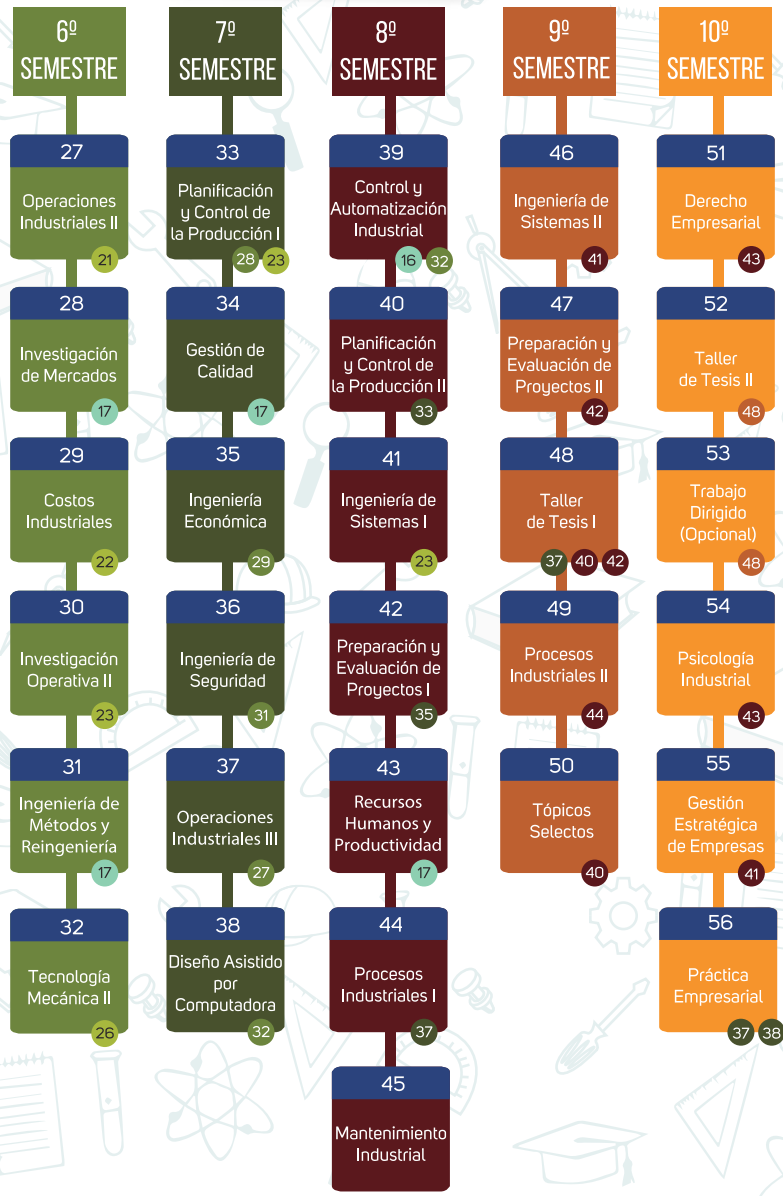 6º
SEMESTRE
27
Operaciones
Industriales II
21
28
Investigación
de Mercados
17
29
Costos
Industriales
22
30
Investigación
Operativa II
23
31
Ingeniería de
Métodos y
Reingeniería
17
32
Tecnología
Mecánica II
26
7º
SEMESTRE
33
Planificación
y Control de
la Producción I
28 23
34
Gestión de
Calidad
17
35
Ingeniería
Económica
29
36
Ingeniería de
Seguridad
31
37
Operaciones
Industriales III
27
38
Diseño Asistido
por
Computadora
32
8º
SEMESTRE
39
Control y
Automatización
Industrial
16 32
40
Planificación
y Control de
la Producción II
33
41
Ingeniería de
Sistemas I
23
42
Preparación y
Evaluación de
Proyectos I
35
43
Recursos
Humanos y
Productividad
17
44
Procesos
Industriales I
37
45
Mantenimiento
Industrial
9º
SEMESTRE
46
Ingeniería de
Sistemas II
41
47
Preparación y
Evaluación de
Proyectos II
42
48
Taller
de Tesis I
37 40 42
49
Procesos
Industriales II
44
50
Tópicos
Selectos
40
10º
SEMESTRE
51
Derecho
Empresarial
43
52
Taller
de Tesis II
48
53
Trabajo
Dirigido
(Opcional)
48
54
Psicología
Industrial
43
55
Gestión
Estratégica
de Empresas
41
56
Práctica
Empresarial
37 38